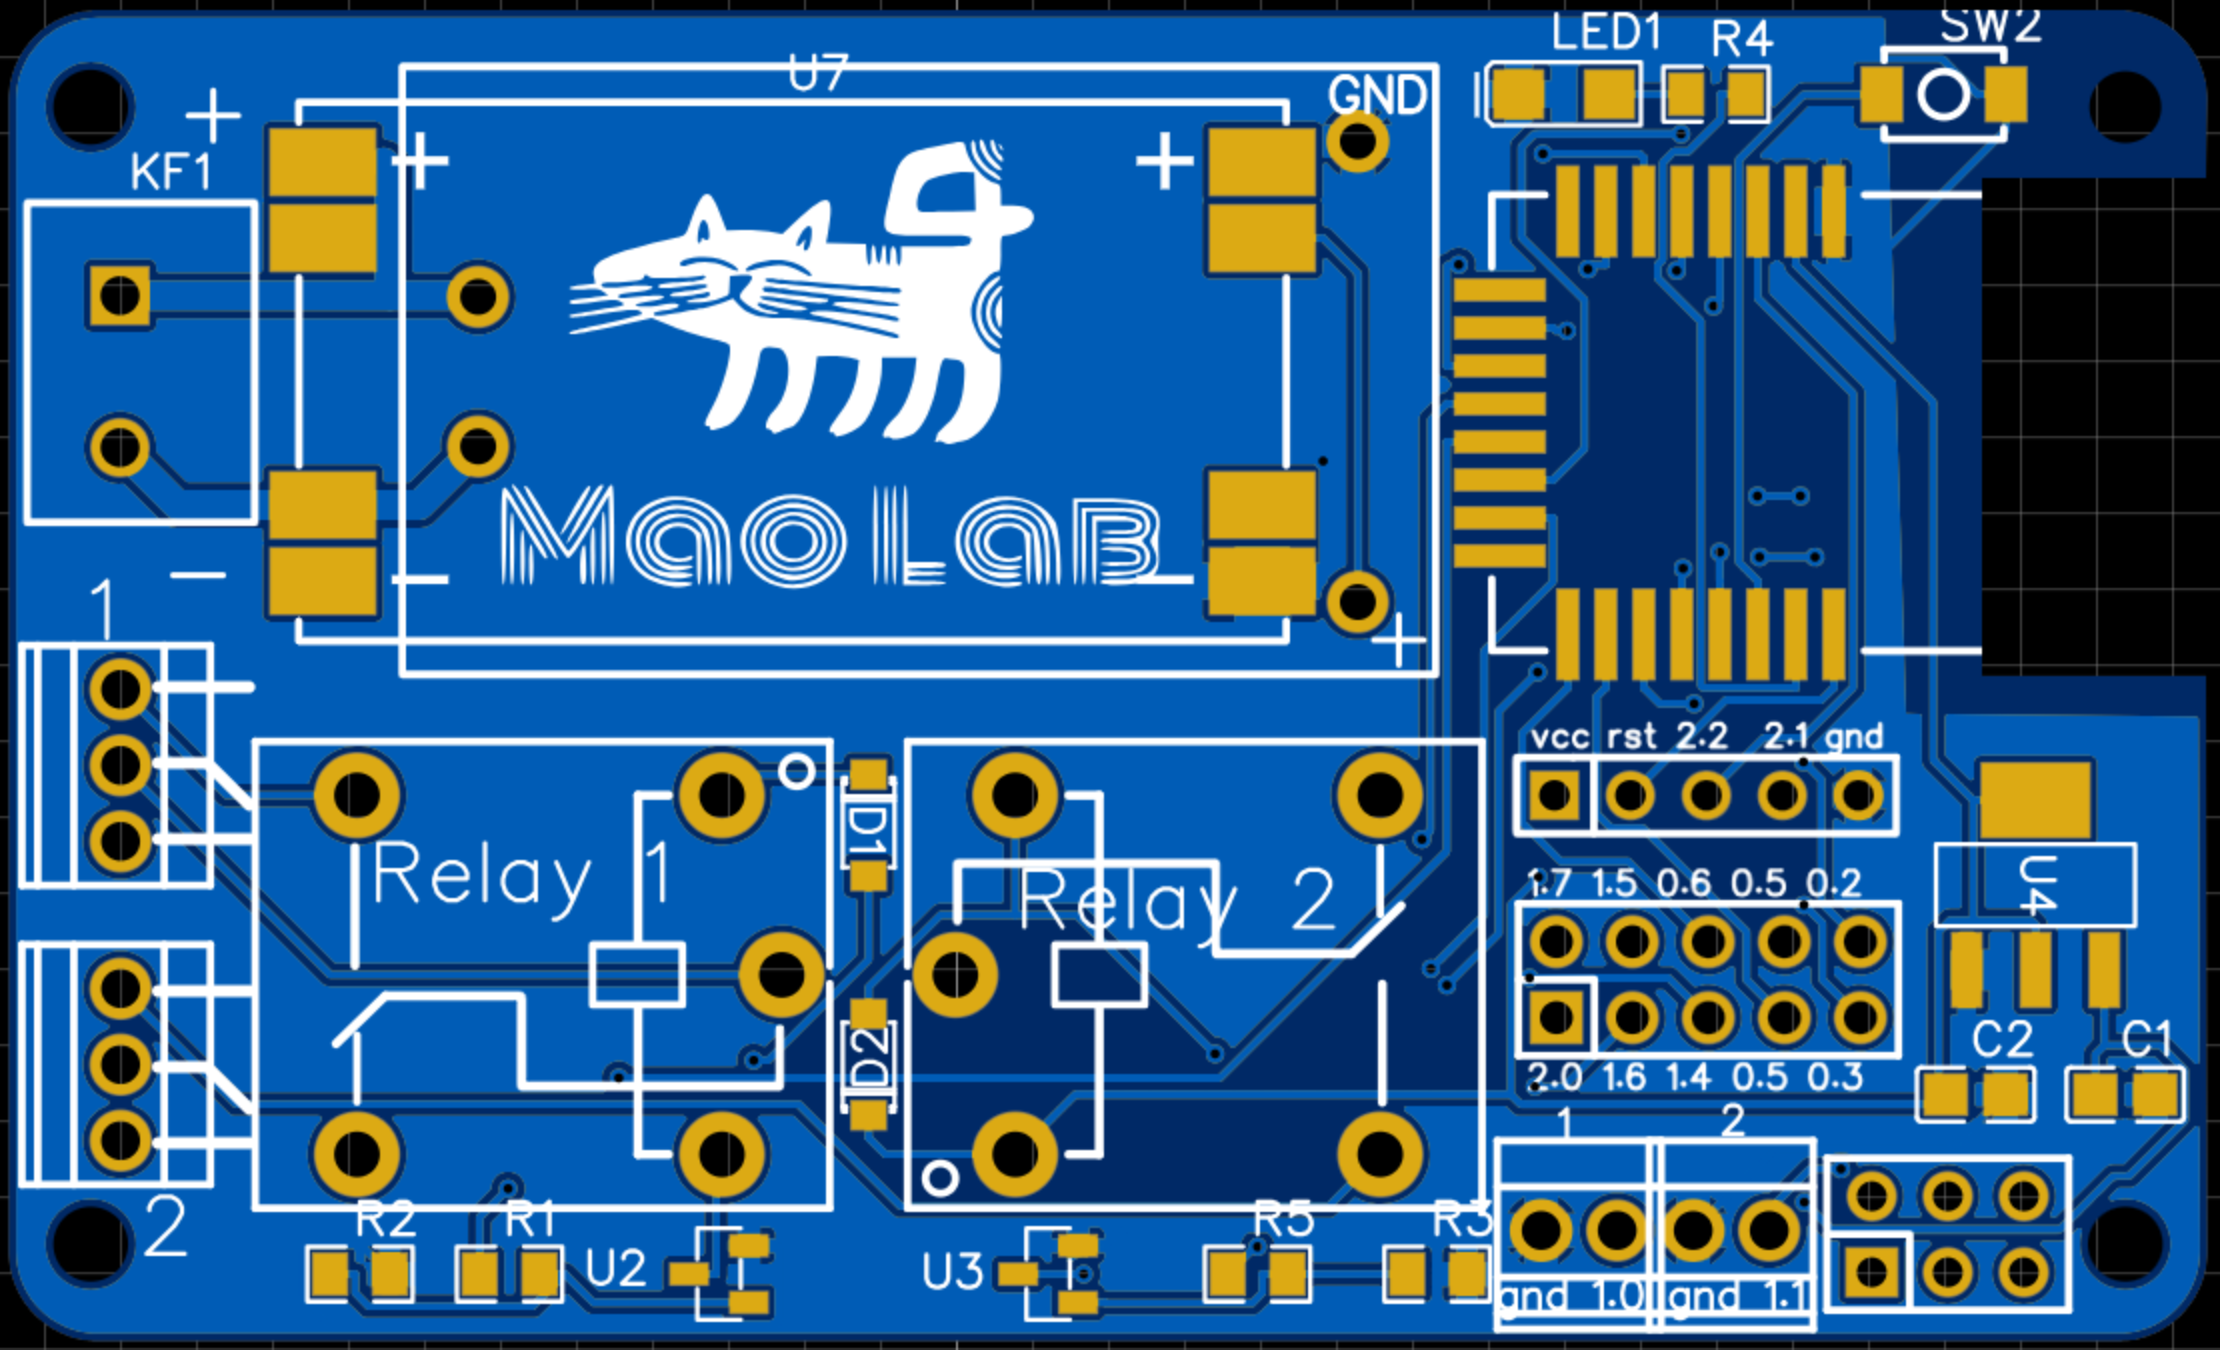 LED1 R4 SW2
U7
GND
+
KF1
+ +
MaoLab
− − −
+
1
vcc rst 2.2 2.1 gnd
D1
Relay 1
Relay 2
1.7 1.5 0.6 0.5 0.2
U4
D2
C2 C1
2.0 1.6 1.4 0.5 0.3
1 2
2
R2 R1 R5 R3
U2 U3
gnd 1.0 gnd 1.1